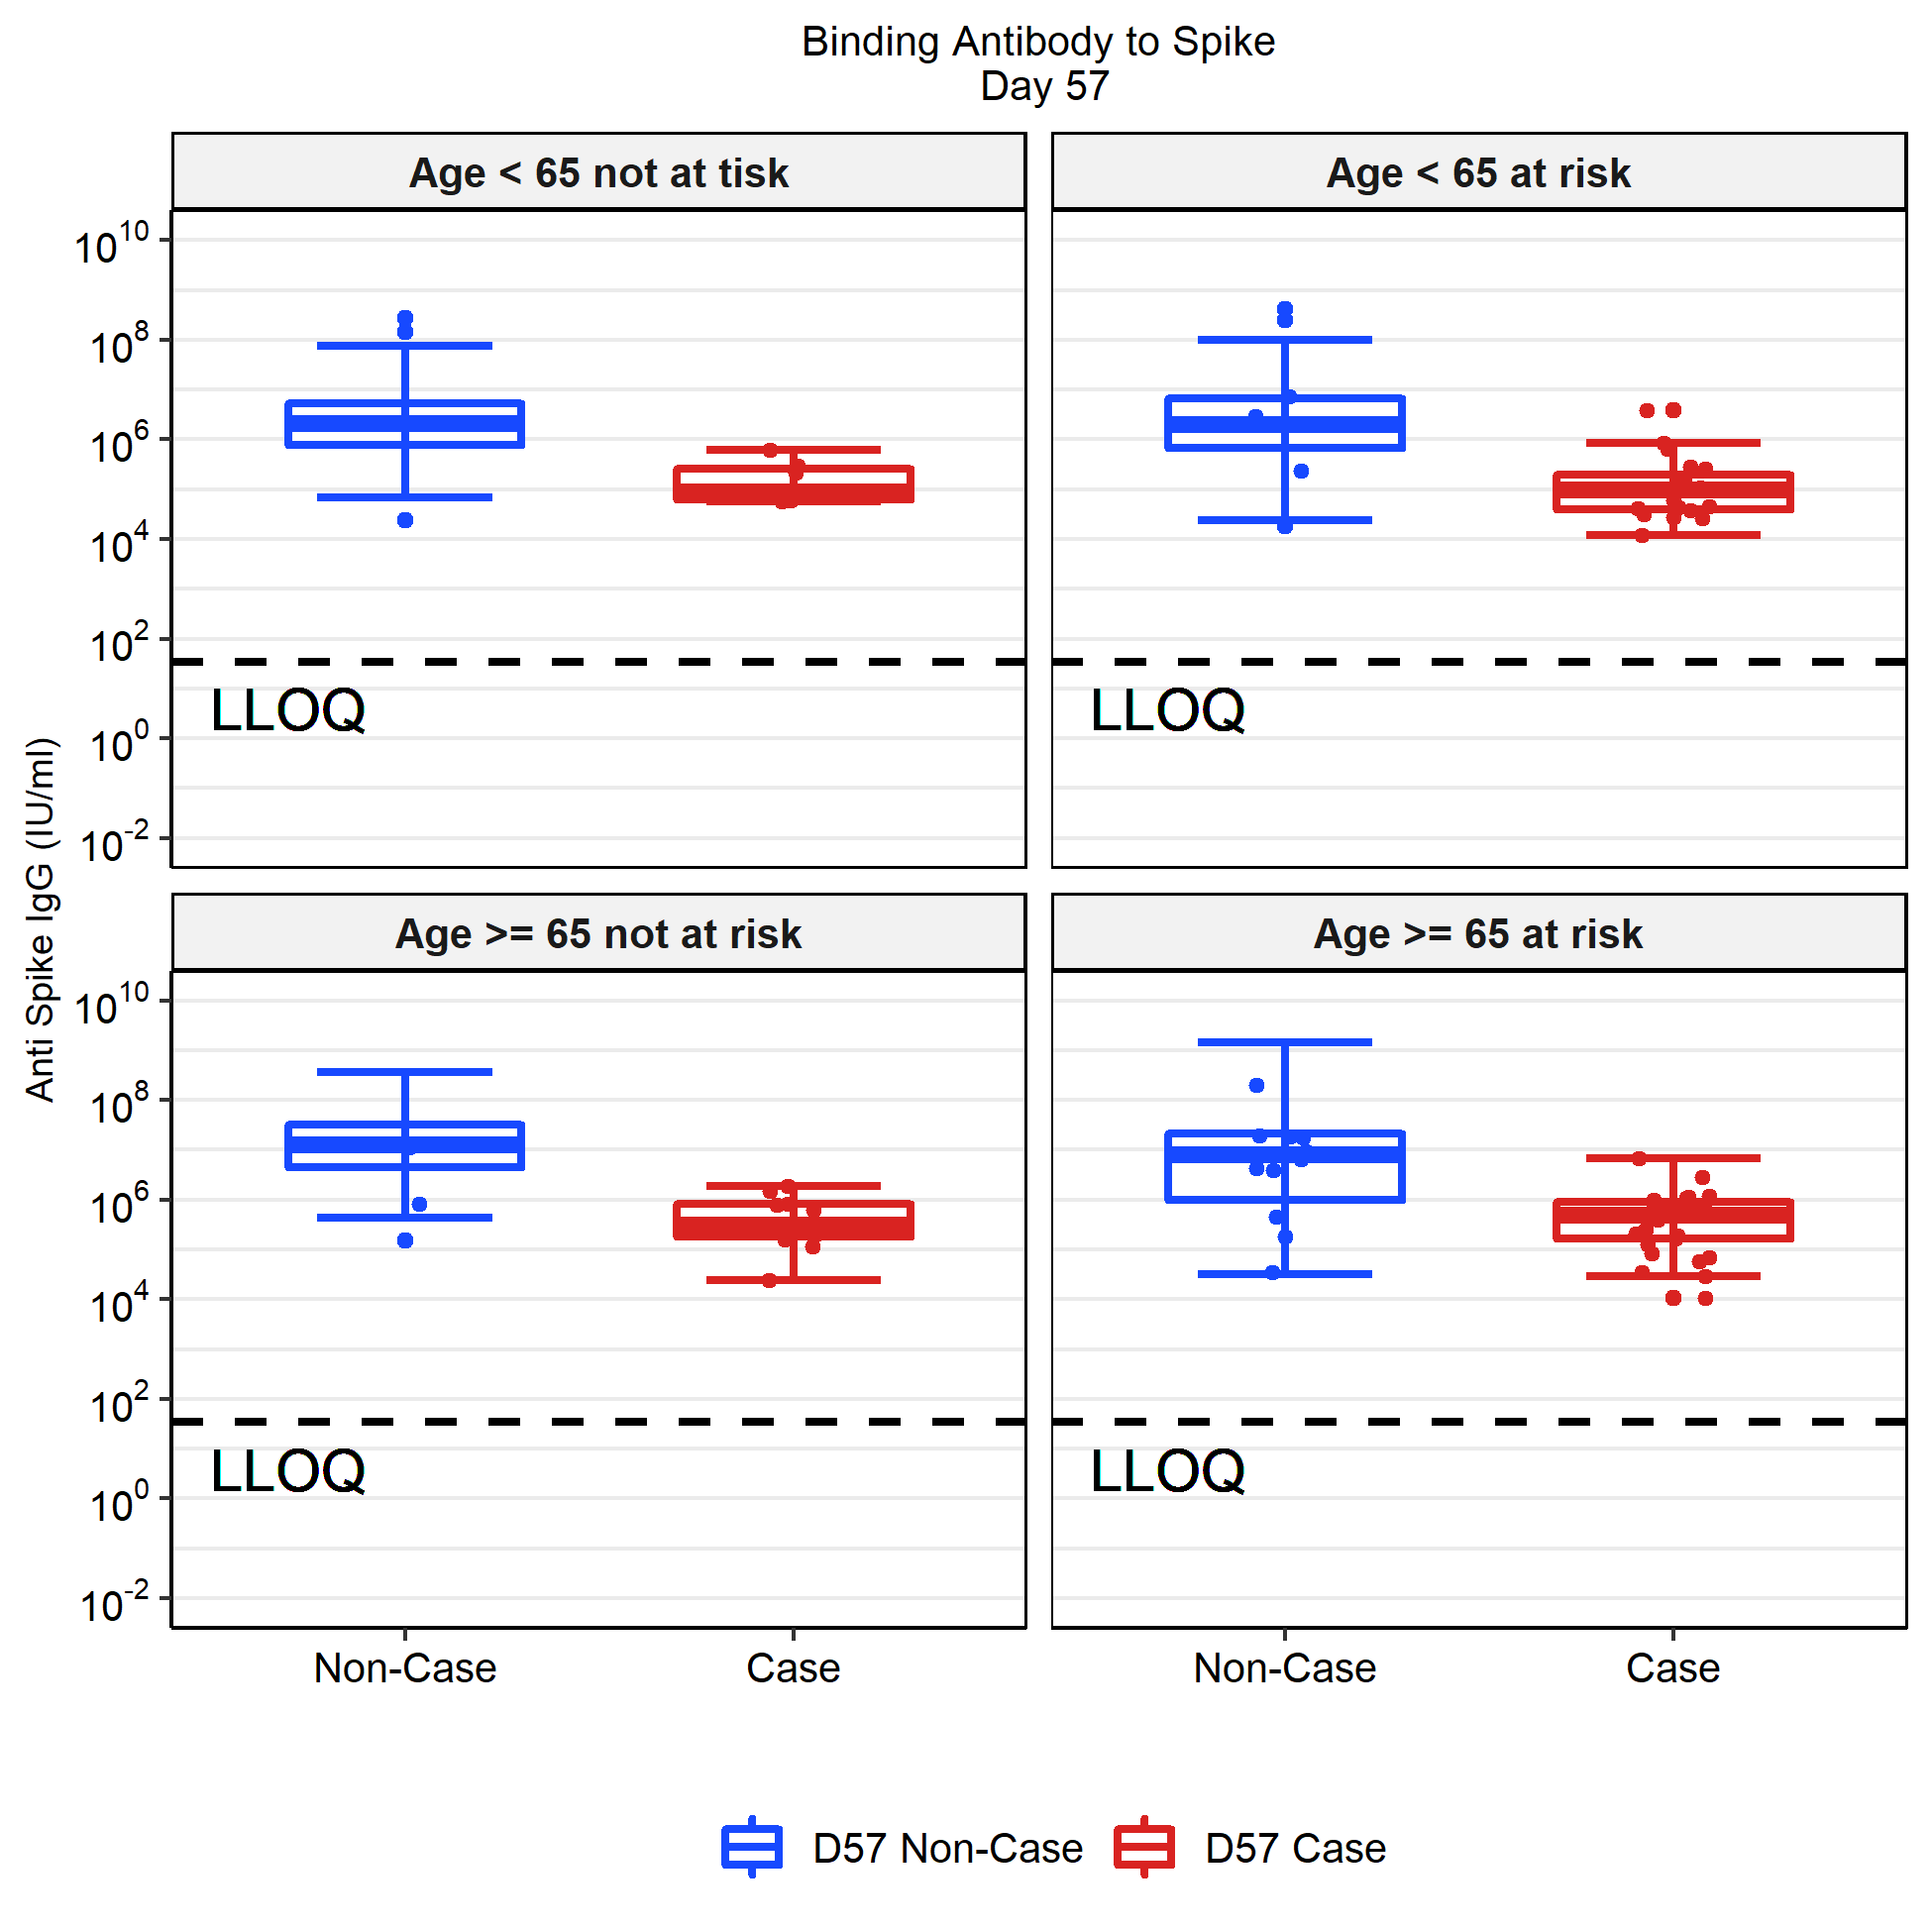 Binding Antibody to Spike
Day 57
Age < 65 not at tisk
Age < 65 at risk
10^10
10^8
10^6
10^4
10^2
10^0
10^-2
LLOQ
LLOQ
Anti Spike IgG (IU/ml)
Age >= 65 not at risk
Age >= 65 at risk
10^10
10^8
10^6
10^4
10^2
10^0
10^-2
LLOQ
LLOQ
Non-Case
Case
Non-Case
Case
D57 Non-Case
D57 Case